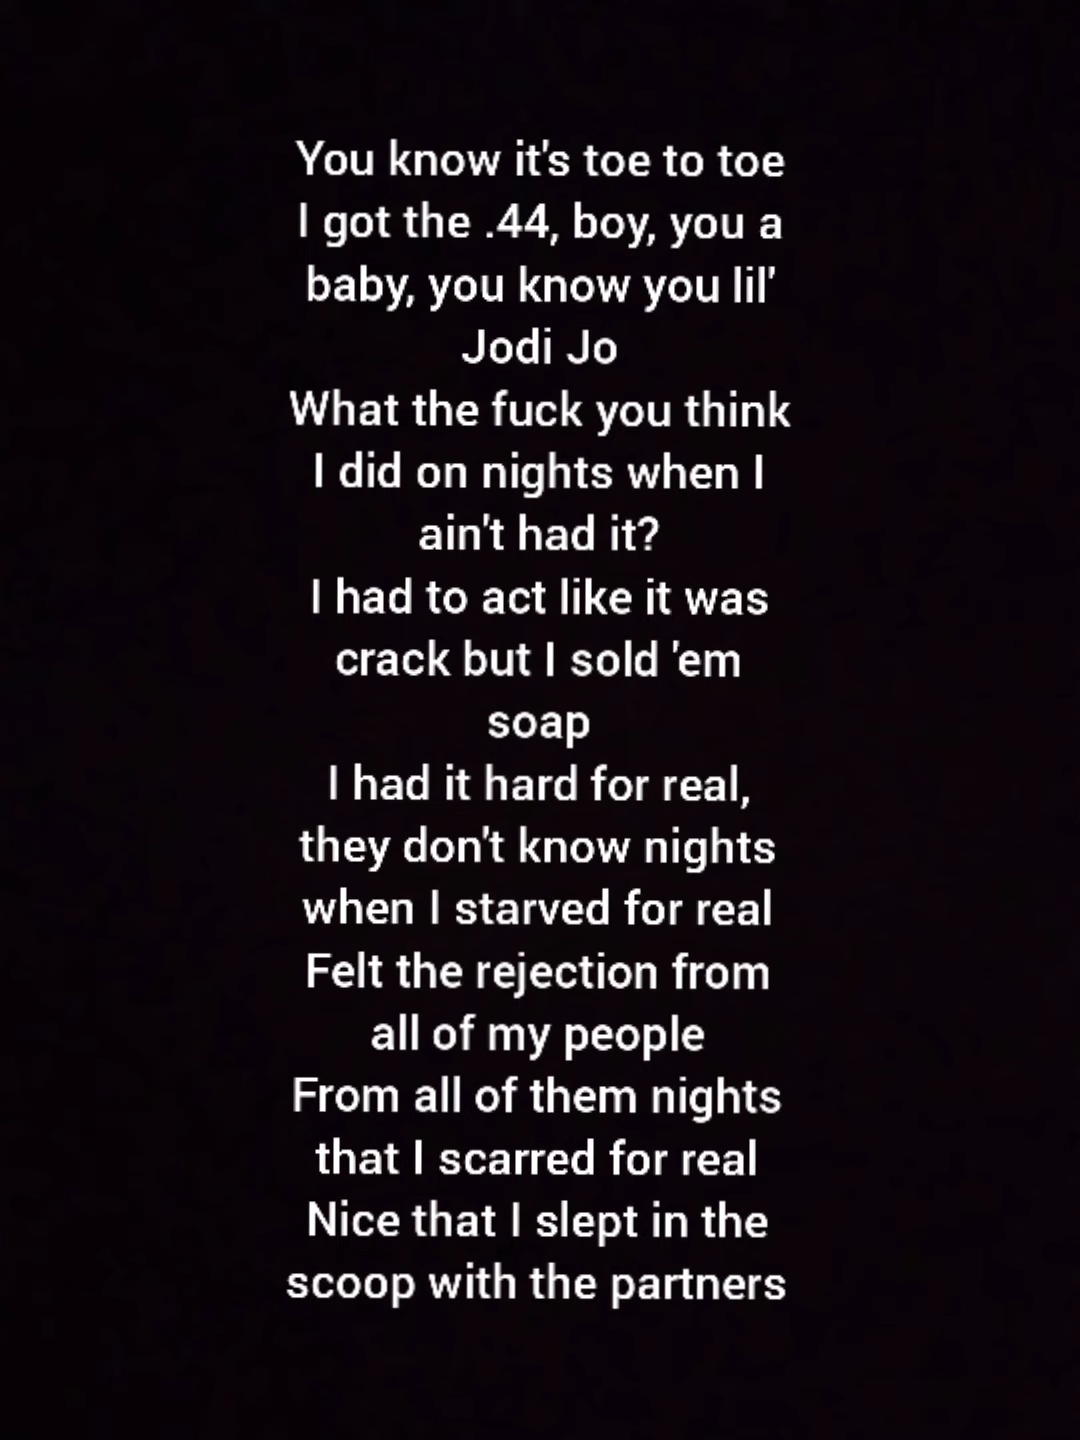 You know it's toe to toe
I got the .44, boy, you a
baby, you know you lil'
Jodi Jo
What the fuck you think
I did on nights when I
ain't had it?
I had to act like it was
crack but I sold 'em
soap
I had it hard for real,
they don't know nights
when I starved for real
Felt the rejection from
all of my people
From all of them nights
that I scarred for real
Nice that I slept in the
scoop with the partners